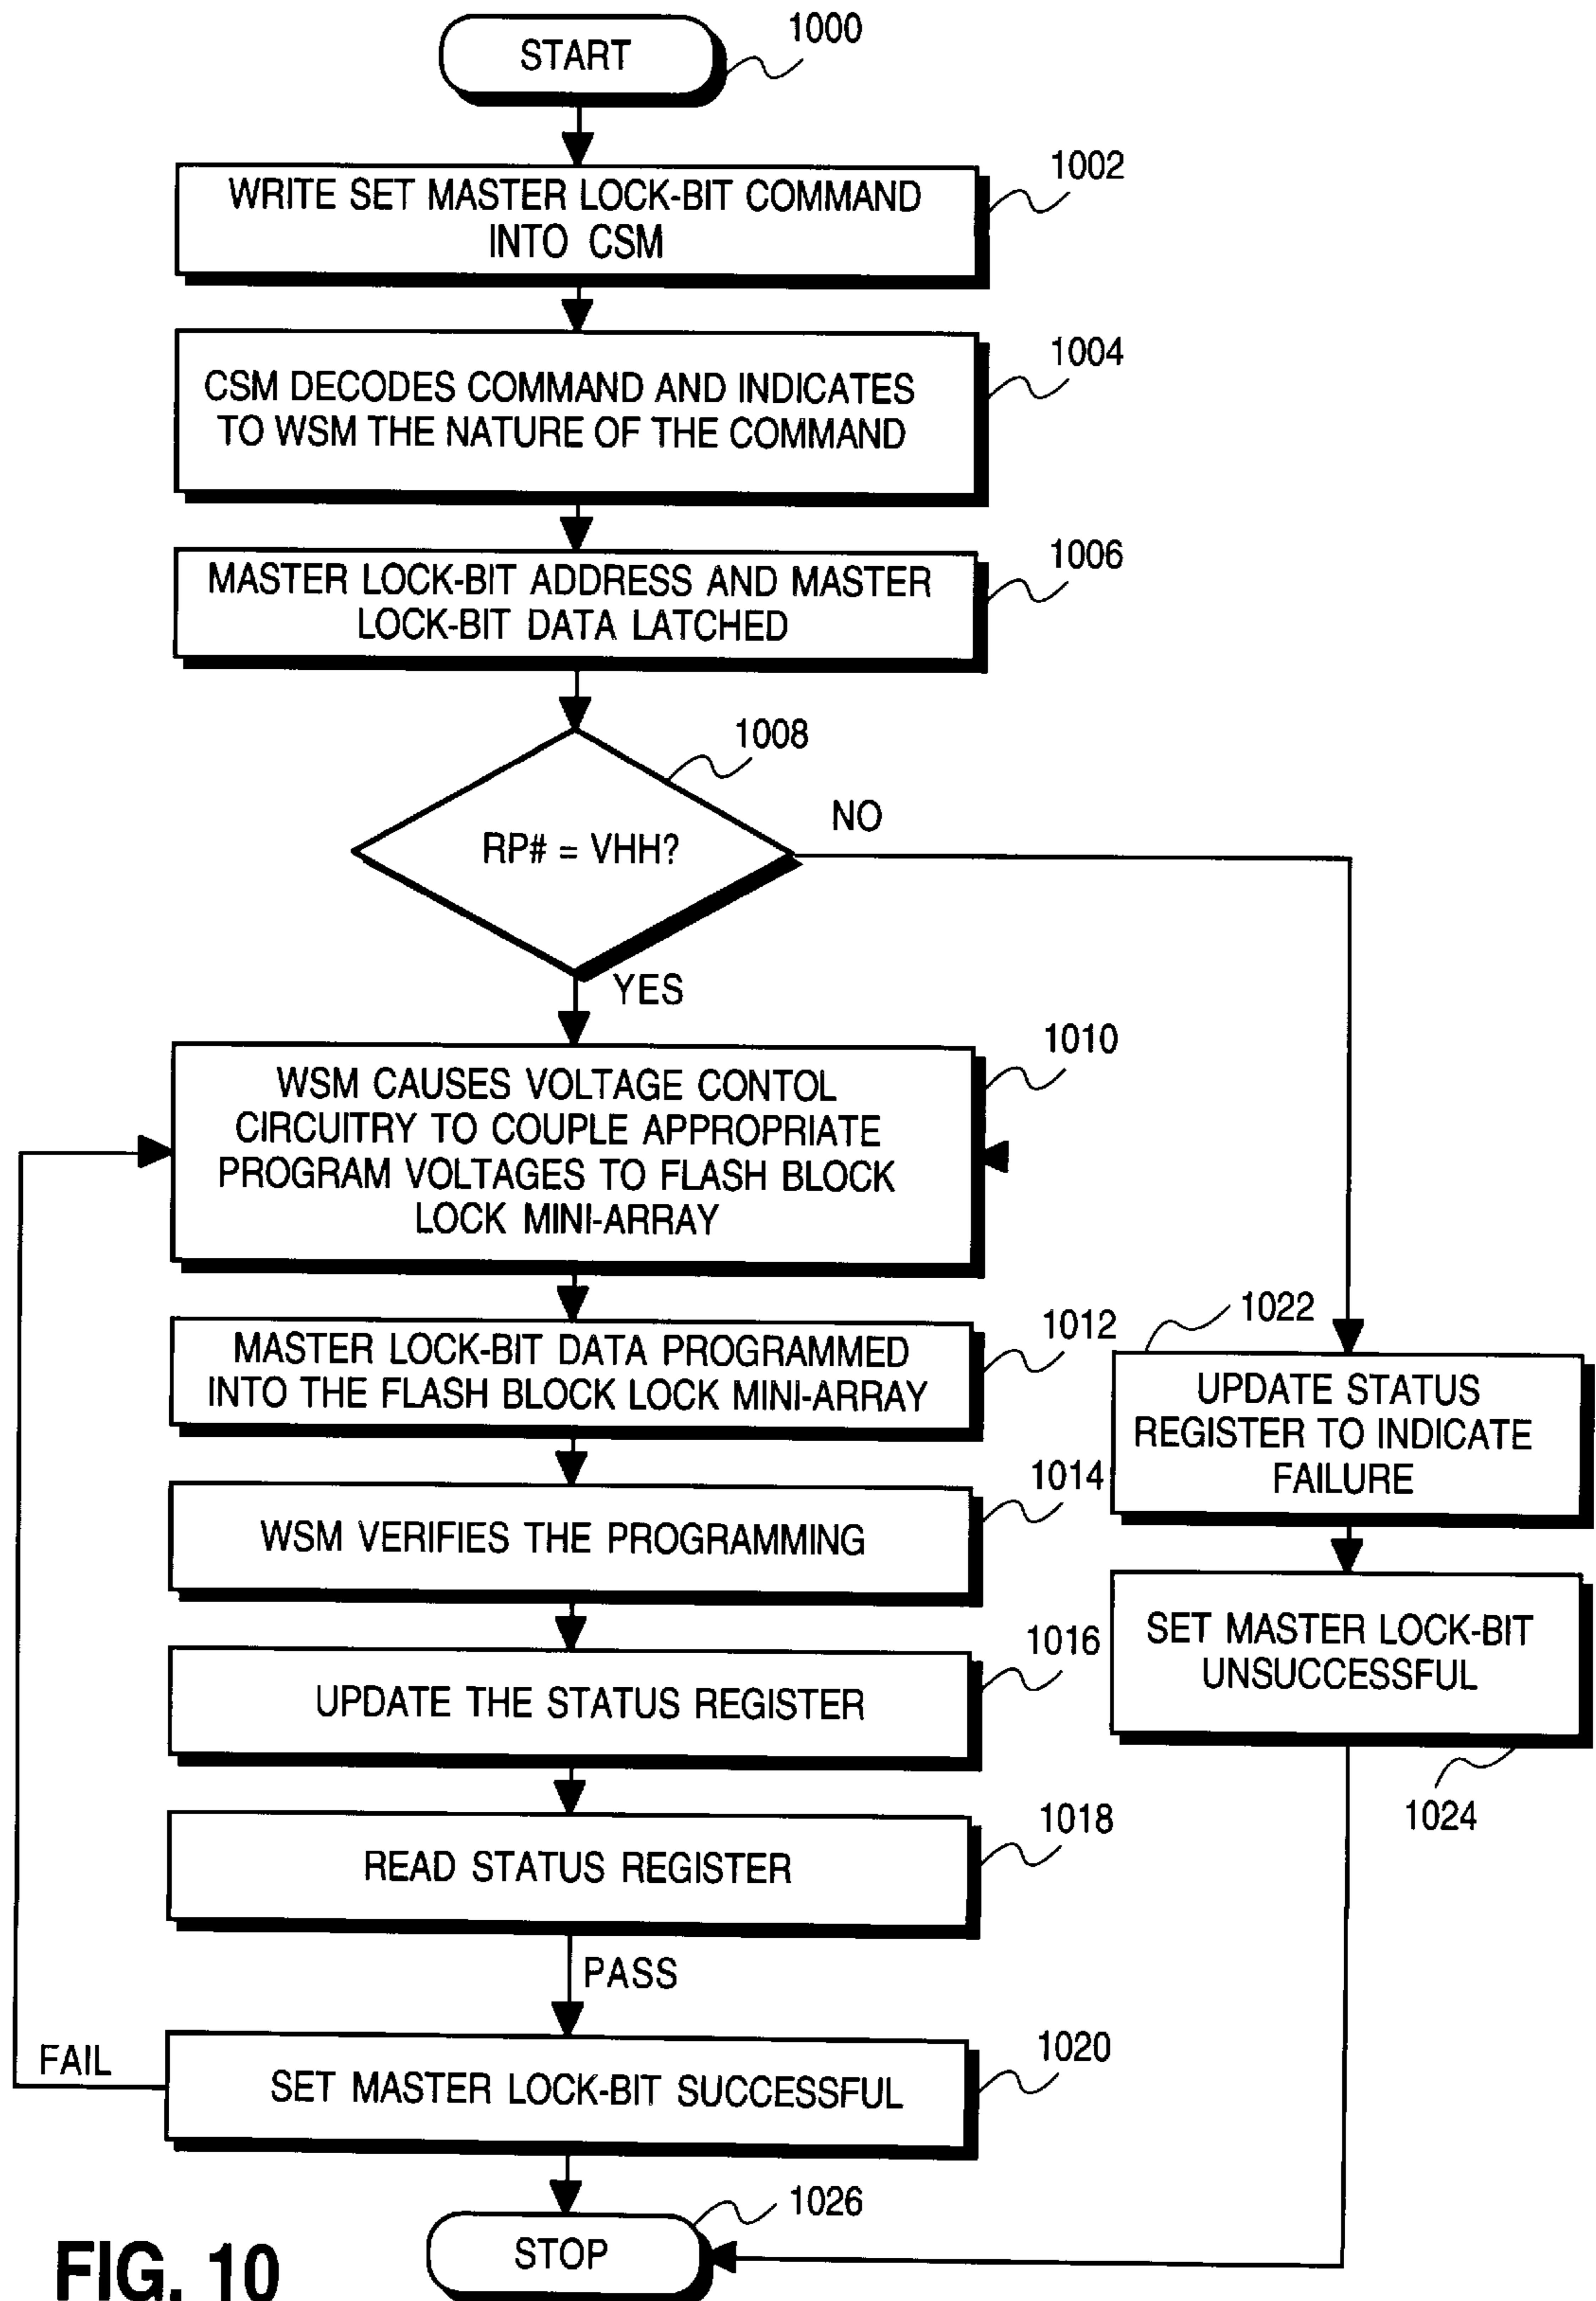 START
1000
WRITE SET MASTER LOCK-BIT COMMAND
INTO CSM
1002
CSM DECODES COMMAND AND INDICATES
TO WSM THE NATURE OF THE COMMAND
1004
MASTER LOCK-BIT ADDRESS AND MASTER
LOCK-BIT DATA LATCHED
1006
RP# = VHH?
1008
NO
YES
WSM CAUSES VOLTAGE CONTOL
CIRCUITRY TO COUPLE APPROPRIATE
PROGRAM VOLTAGES TO FLASH BLOCK
LOCK MINI-ARRAY
1010
MASTER LOCK-BIT DATA PROGRAMMED
INTO THE FLASH BLOCK LOCK MINI-ARRAY
1012
1022
UPDATE STATUS
REGISTER TO INDICATE
FAILURE
WSM VERIFIES THE PROGRAMMING
1014
SET MASTER LOCK-BIT
UNSUCCESSFUL
1024
UPDATE THE STATUS REGISTER
1016
READ STATUS REGISTER
1018
PASS
FAIL
SET MASTER LOCK-BIT SUCCESSFUL
1020
STOP
1026
FIG. 10